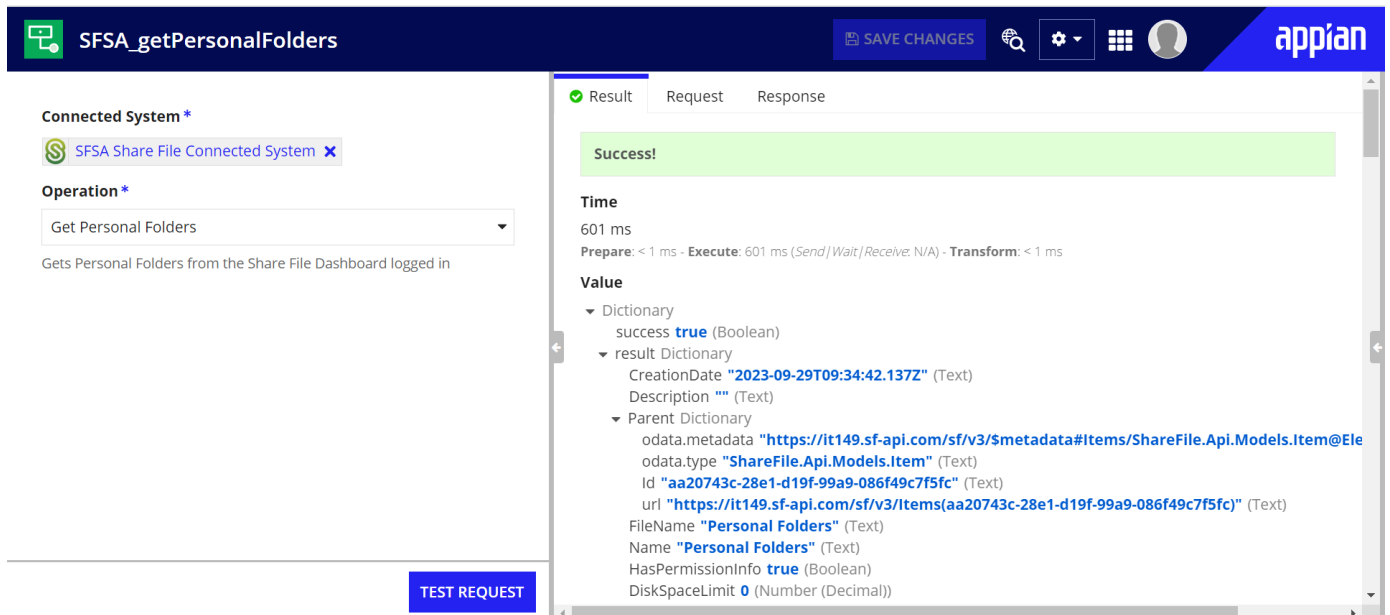 SFSA_getPersonalFolders
SAVE CHANGES
appian
Connected System *
SFSA Share File Connected System
Operation *
Get Personal Folders
Gets Personal Folders from the Share File Dashboard logged in
TEST REQUEST
Result Request Response
Success!
Time
601 ms
Prepare: < 1 ms - Execute: 601 ms (Send|Wait|Receive: N/A) - Transform: < 1 ms
Value
Dictionary
success true (Boolean)
result Dictionary
CreationDate "2023-09-29T09:34:42.137Z" (Text)
Description "" (Text)
Parent Dictionary
odata.metadata "https://it149.sf-api.com/sf/v3/$metadata#Items/ShareFile.Api.Models.Item@Ele
odata.type "ShareFile.Api.Models.Item" (Text)
Id "aa20743c-28e1-d19f-99a9-086f49c7f5fc" (Text)
url "https://it149.sf-api.com/sf/v3/Items(aa20743c-28e1-d19f-99a9-086f49c7f5fc)" (Text)
FileName "Personal Folders" (Text)
Name "Personal Folders" (Text)
HasPermissionInfo true (Boolean)
DiskSpaceLimit 0 (Number (Decimal))